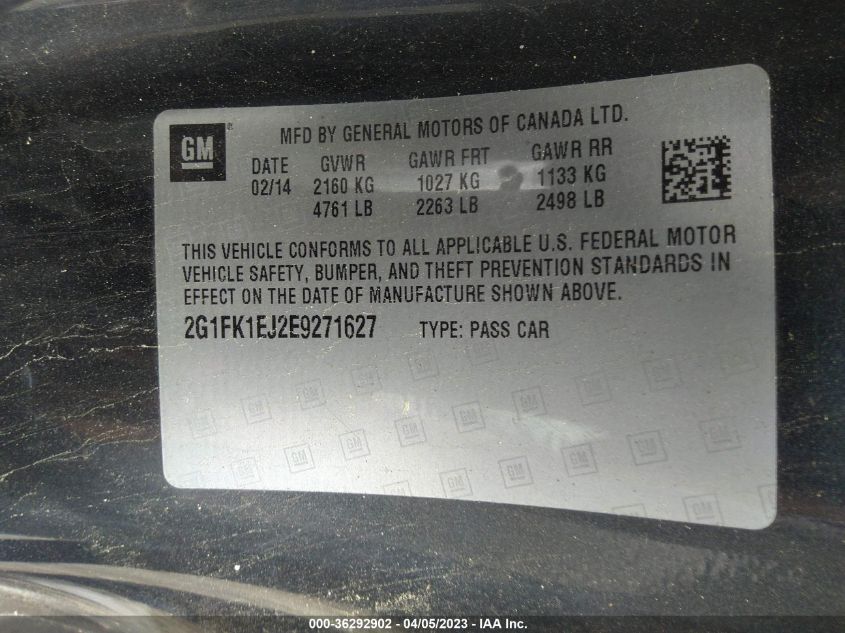 GM
MFD BY GENERAL MOTORS OF CANADA LTD.
DATE GVWR GAWR FRT GAWR RR
02/14 2160 KG 1027 KG 1133 KG
4761 LB 2263 LB 2498 LB
THIS VEHICLE CONFORMS TO ALL APPLICABLE U.S. FEDERAL MOTOR
VEHICLE SAFETY, BUMPER, AND THEFT PREVENTION STANDARDS IN
EFFECT ON THE DATE OF MANUFACTURE SHOWN ABOVE.
2G1FK1EJ2E9271627 TYPE: PASS CAR
000-36292902 - 04/05/2023 - IAA Inc.